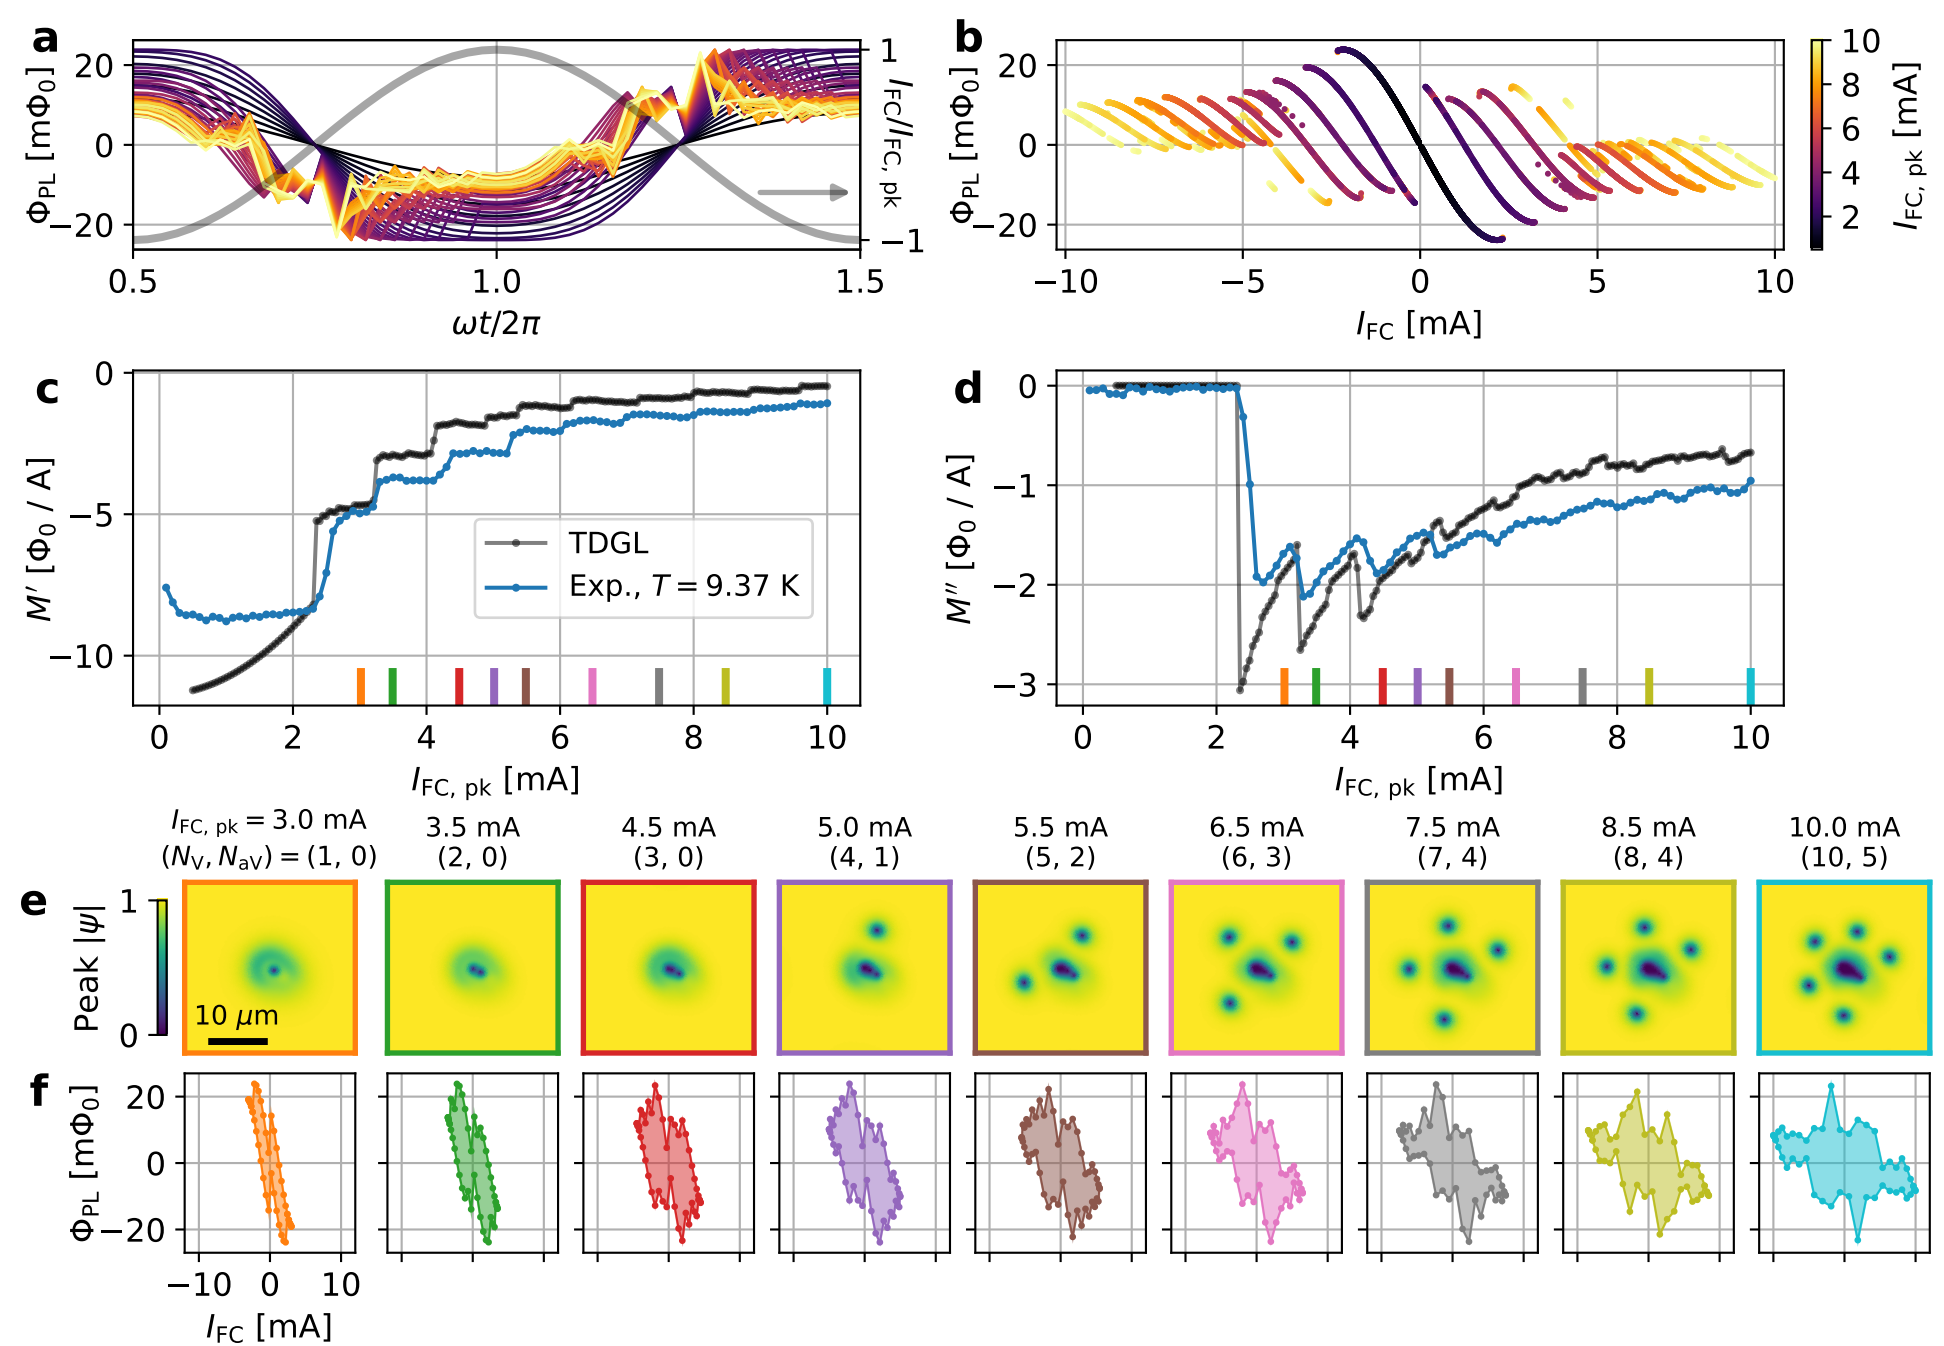 a
Φ_PL [mΦ_0]
20
0
−20
0.5
1.0
1.5
ωt/2π
1
−1
I_FC/I_FC, pk
b
Φ_PL [mΦ_0]
20
0
−20
−10
−5
0
5
10
I_FC [mA]
10
8
6
4
2
I_FC, pk [mA]
c
M′ [Φ_0 / A]
0
−5
−10
TDGL
Exp., T = 9.37 K
0
2
4
6
8
10
I_FC, pk [mA]
d
M″ [Φ_0 / A]
0
−1
−2
−3
0
2
4
6
8
10
I_FC, pk [mA]
I_FC, pk = 3.0 mA
(N_V, N_aV) = (1, 0)
3.5 mA
(2, 0)
4.5 mA
(3, 0)
5.0 mA
(4, 1)
5.5 mA
(5, 2)
6.5 mA
(6, 3)
7.5 mA
(7, 4)
8.5 mA
(8, 4)
10.0 mA
(10, 5)
e
Peak |ψ|
1
0
10 μm
f
Φ_PL [mΦ_0]
20
0
−20
−10
0
10
I_FC [mA]